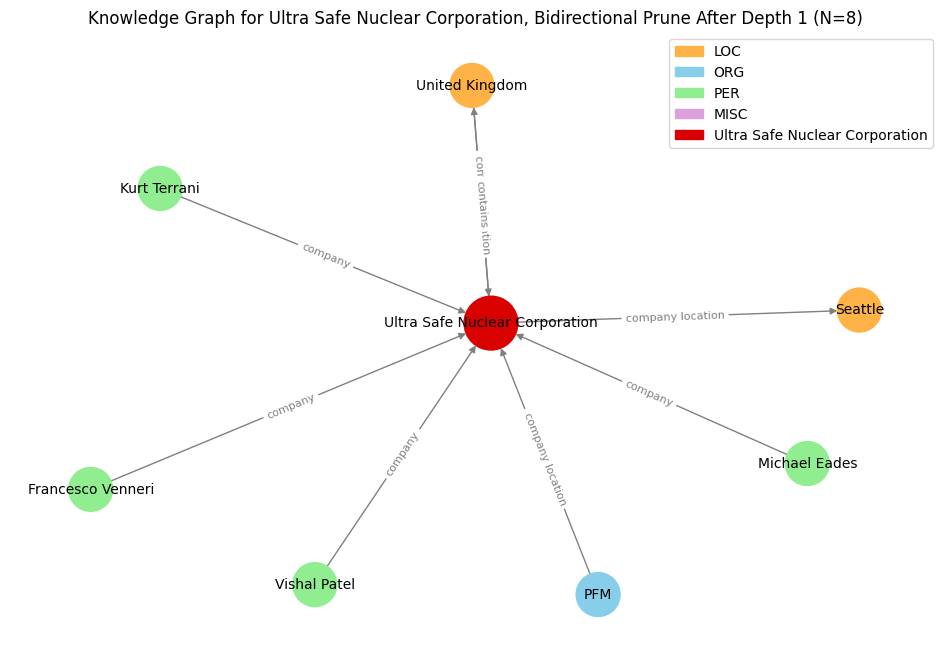 Knowledge Graph for Ultra Safe Nuclear Corporation, Bidirectional Prune After Depth 1 (N=8)
LOC
ORG
PER
MISC
Ultra Safe Nuclear Corporation
United Kingdom
Kurt Terrani
contains
company
Seattle
Ultra Safe Nuclear Corporation
company location
company
company
company
company location
Michael Eades
Francesco Venneri
Vishal Patel
PFM